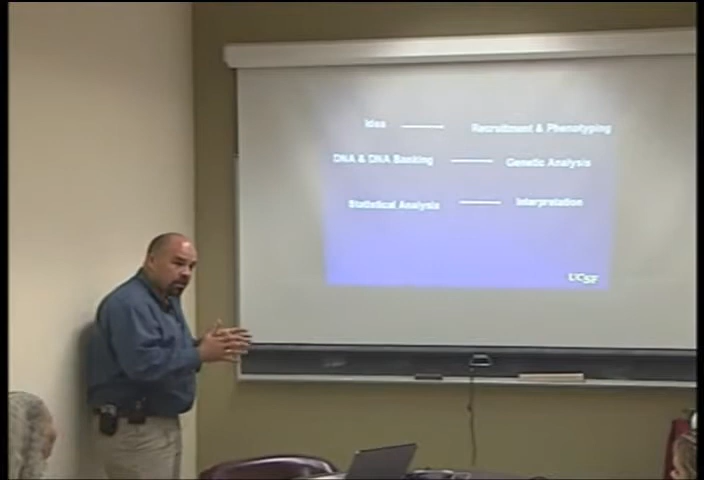 Idea Recruitment & Phenotyping
DNA & DNA Banking Genetic Analysis
Statistical Analysis Interpretation
UCSF